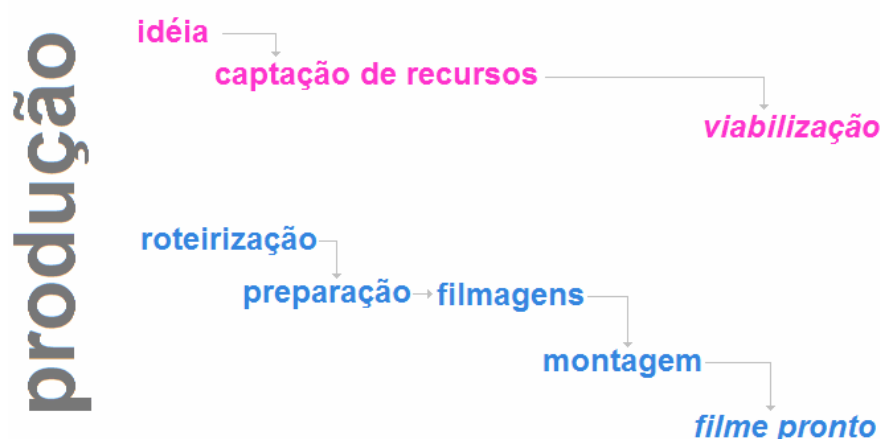 produção
idéia
captação de recursos
viabilização
roteirização
preparação
filmagens
montagem
filme pronto